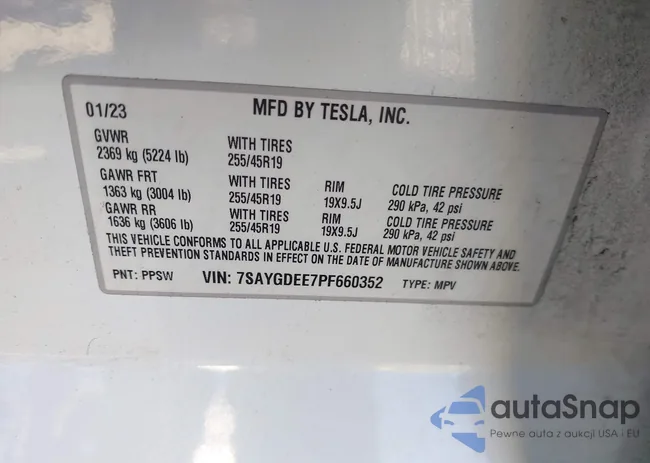 01/23 MFD BY TESLA, INC.
GVWR WITH TIRES
2369 kg (5224 lb) 255/45R19
GAWR FRT WITH TIRES RIM COLD TIRE PRESSURE
1363 kg (3004 lb) 255/45R19 19X9.5J 290 kPa, 42 psi
GAWR RR WITH TIRES RIM COLD TIRE PRESSURE
1636 kg (3606 lb) 255/45R19 19X9.5J 290 kPa, 42 psi
THIS VEHICLE CONFORMS TO ALL APPLICABLE U.S. FEDERAL MOTOR VEHICLE SAFETY AND
THEFT PREVENTION STANDARDS IN EFFECT ON THE DATE OF MANUFACTURE SHOWN ABOVE.
PNT: PPSW VIN: 7SAYGDEE7PF660352 TYPE: MPV
autaSnap
Pewne auta z aukcji USA i EU